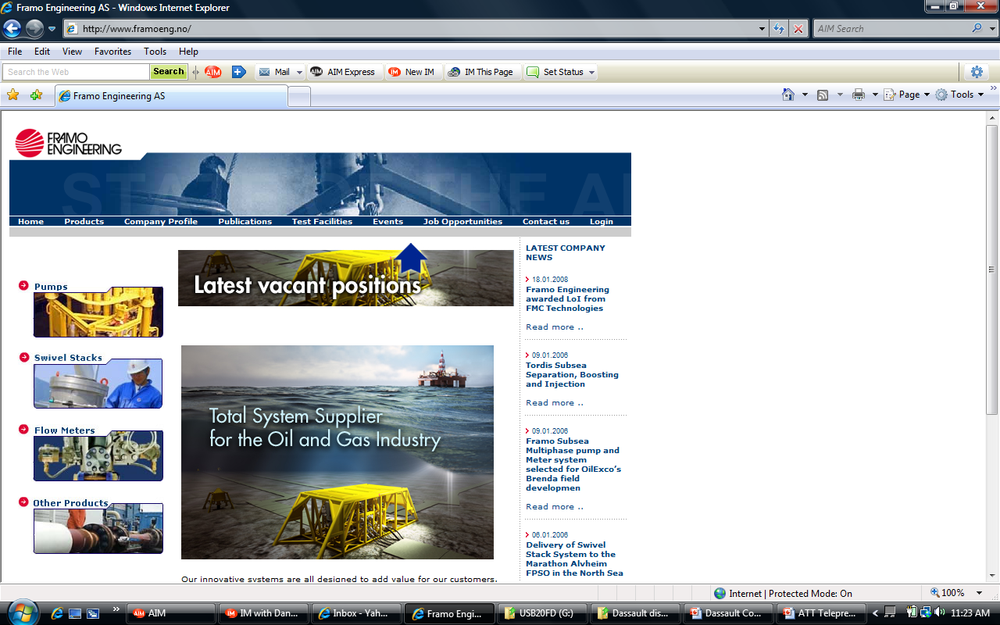 Framo Engineering AS - Windows Internet Explorer
http://www.framoeng.no/
AIM Search
File Edit View Favorites Tools Help
Search the Web Search AIM Mail AIM Express New IM IM This Page Set Status
Framo Engineering AS
Page Tools
FRAMO
ENGINEERING
STATE OF THE A
Home Products Company Profile Publications Test Facilities Events Job Opportunities Contact us Login
Pumps
Swivel Stacks
Flow Meters
Other Products
Latest vacant positions
Total System Supplier
for the Oil and Gas Industry
Our innovative systems are all designed to add value for our customers.
LATEST COMPANY
NEWS
18.01.2008
Framo Engineering
awarded LoI from
FMC Technologies
Read more ..
09.01.2006
Tordis Subsea
Separation, Boosting
and Injection
Read more ..
09.01.2006
Framo Subsea
Multiphase pump and
Meter system
selected for OilExco’s
Brenda field
developmen
Read more ..
06.01.2006
Delivery of Swivel
Stack System to the
Marathon Alvheim
FPSO in the North Sea
Internet | Protected Mode: On
100%
AIM
IM with Dan...
Inbox - Yah...
Framo Engi...
USB20FD (G:)
Dassault dis...
Dassault Co...
ATT Telepre...
11:23 AM